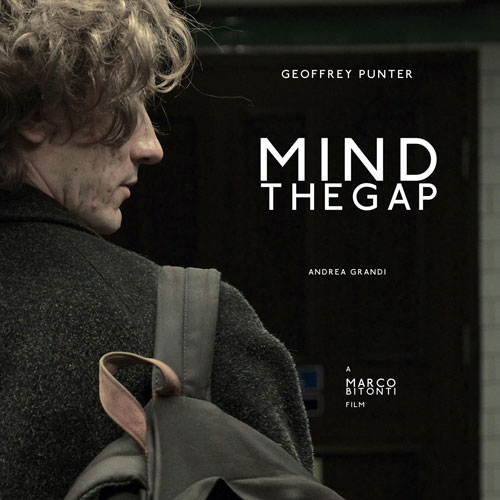 GEOFFREY PUNTER
MIND
THE GAP
ANDREA GRANDI
A
MARCO
BITONTI
FILM